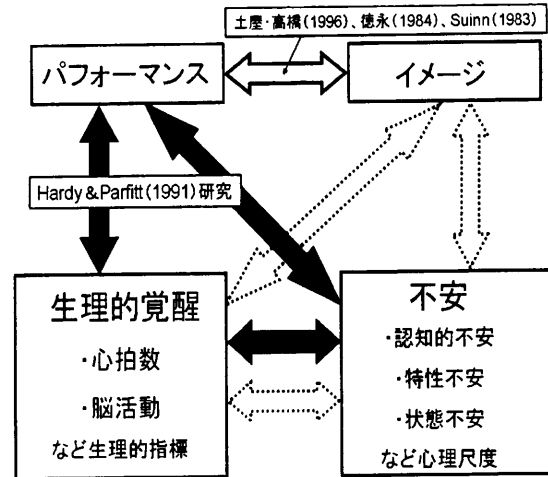 土屋・高橋(1996)、徳永(1984)、Suinn(1983)
パフォーマンス
イメージ
Hardy&Parfitt(1991)研究
生理的覚醒
・心拍数
・脳活動
など生理的指標
不安
・認知的不安
・特性不安
・状態不安
など心理尺度